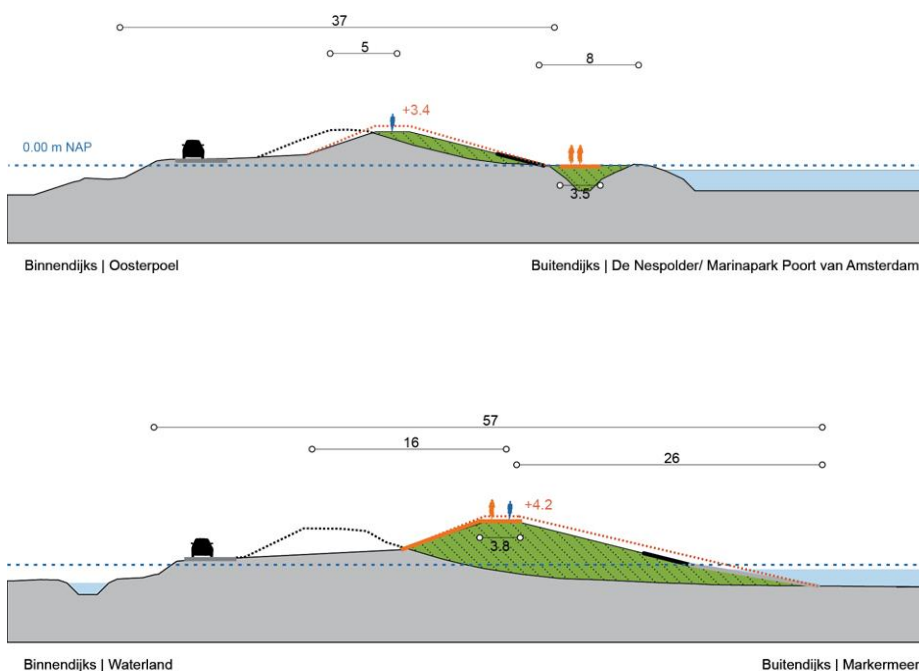 37
5
8
+3.4
0.00 m NAP
3.5
Binnendijks | Oosterpoel
Buitendijks | De Nespolder/ Marinapark Poort van Amsterdam
57
16
26
+4.2
3.8
Binnendijks | Waterland
Buitendijks | Markermeer